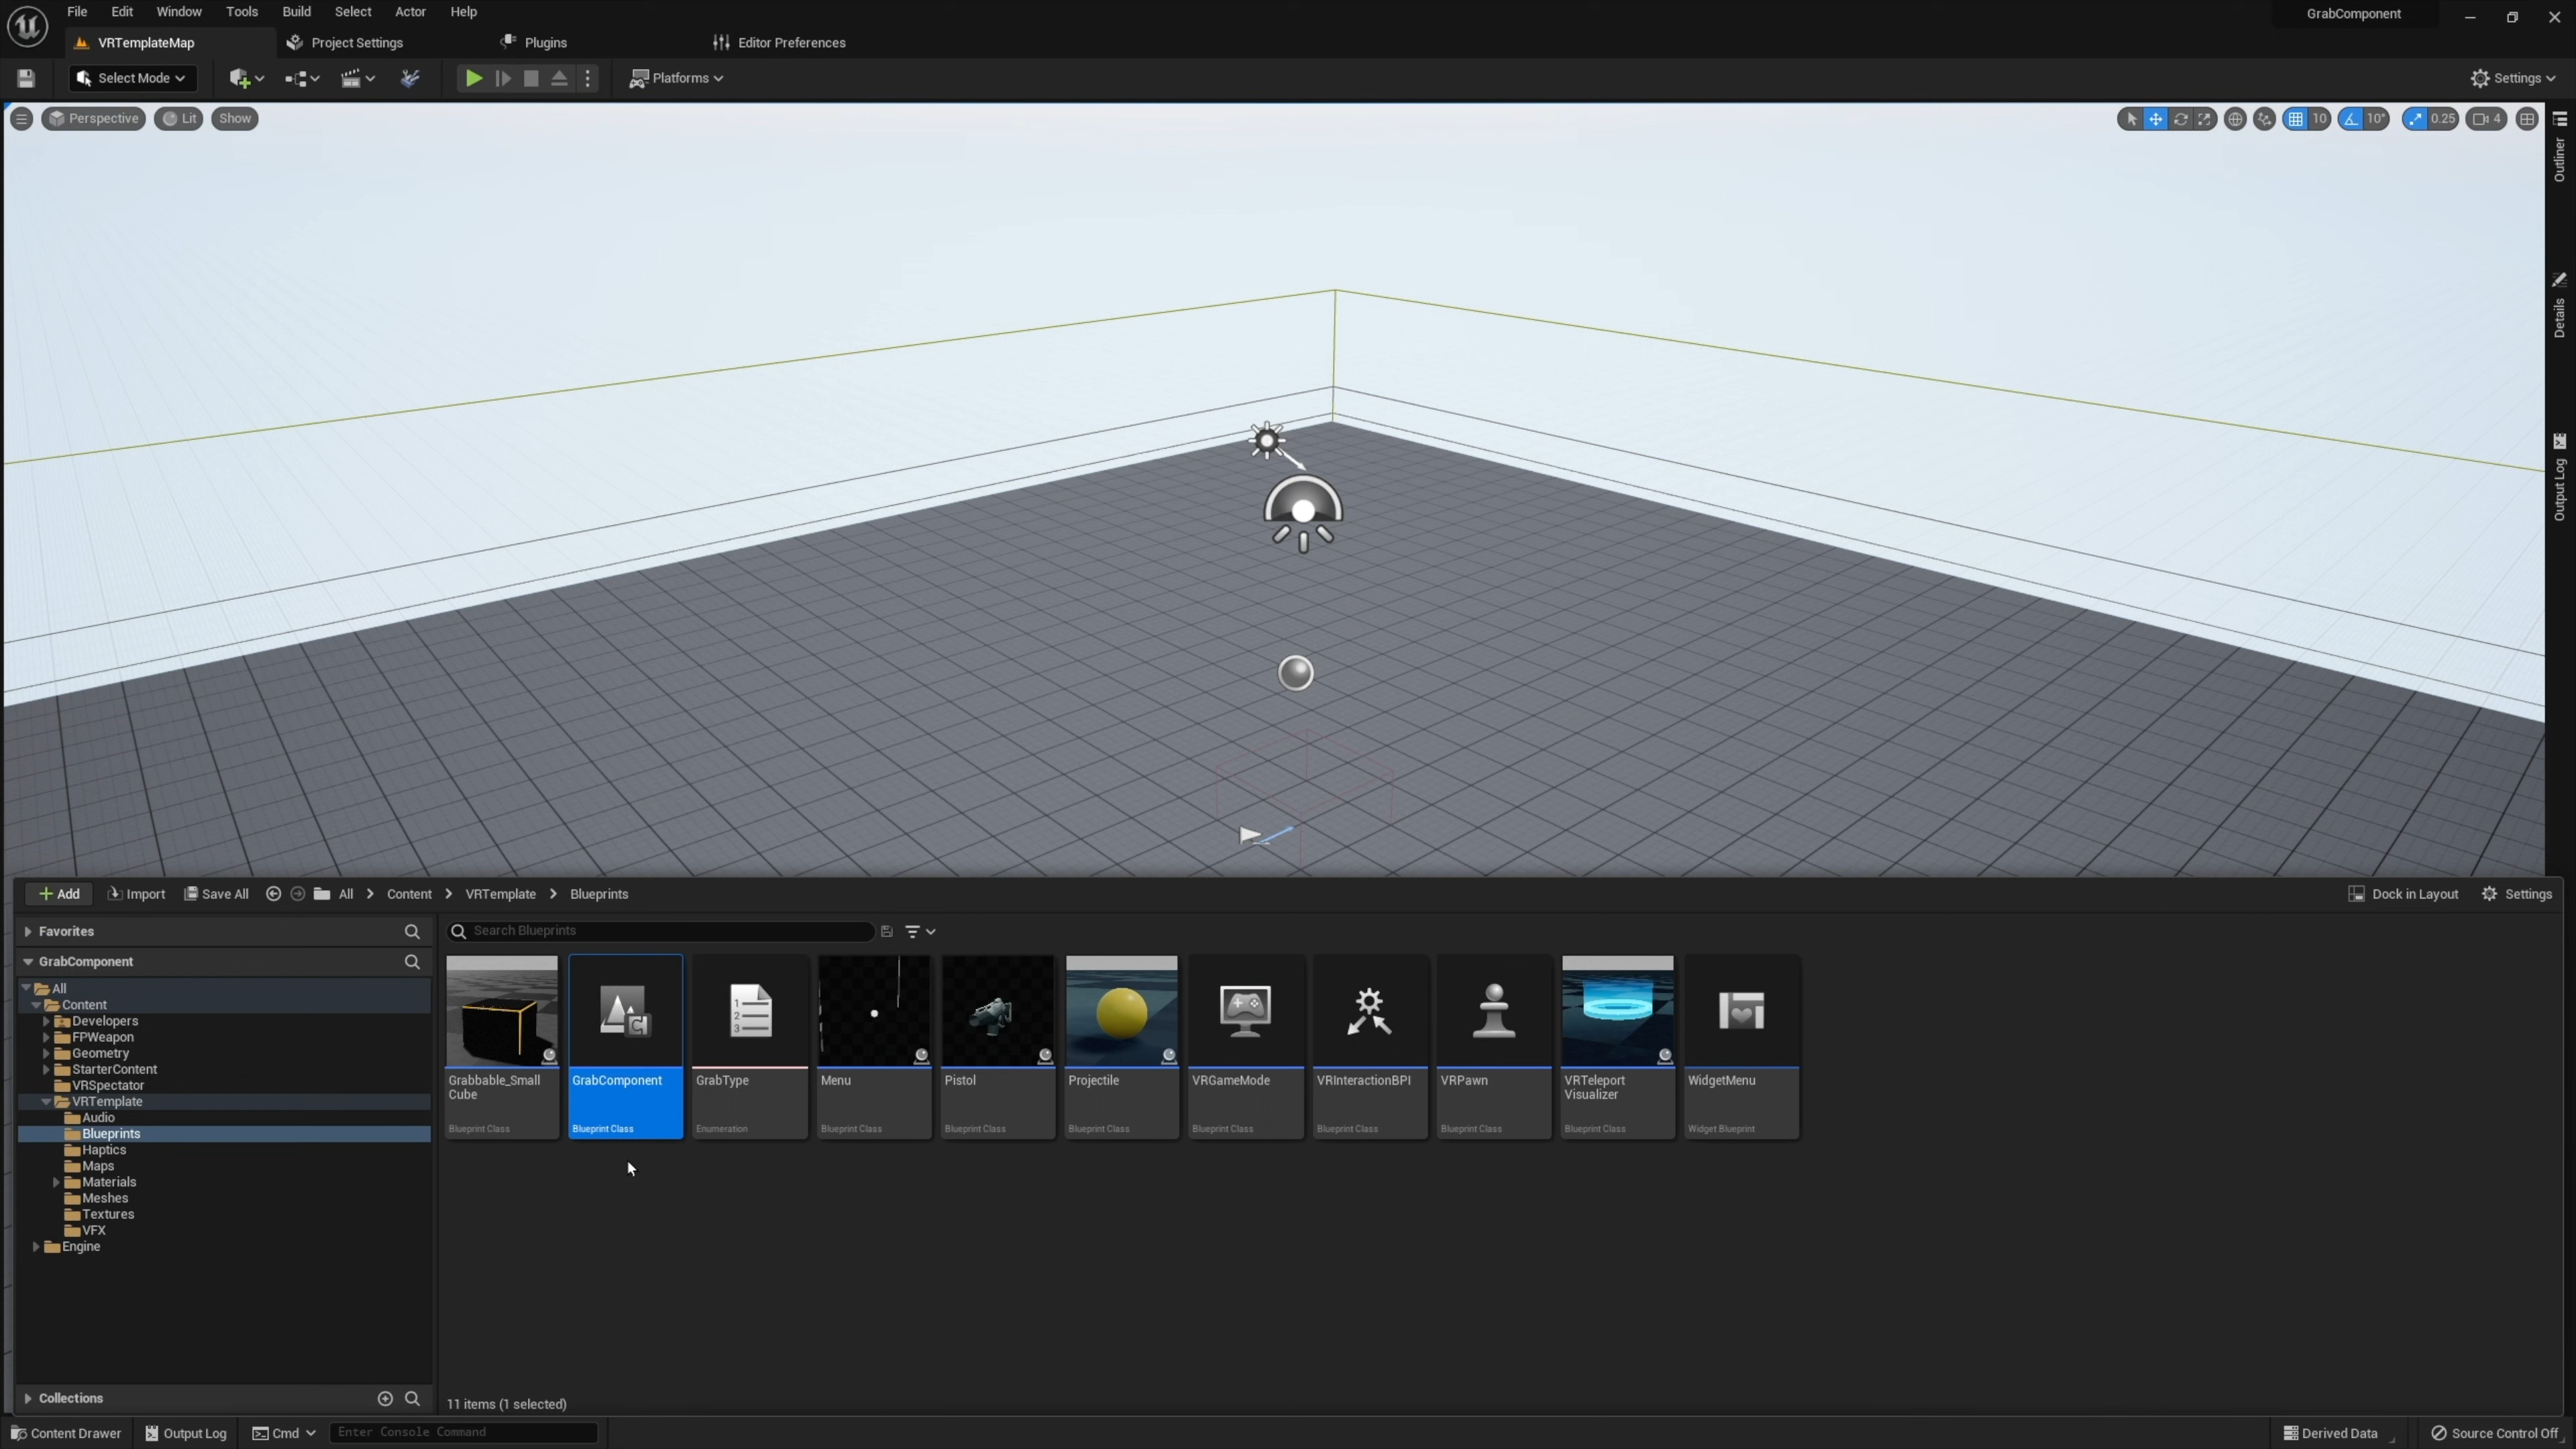 File Edit Window Tools Build Select Actor Help GrabComponent
VRTemplateMap Project Settings Plugins Editor Preferences
Select Mode Platforms Settings
Perspective Lit Show 10 10° 0.25 4
Outliner
Details
Output Log
Add Import Save All All Content VRTemplate Blueprints Dock in Layout Settings
Favorites
Search Blueprints
GrabComponent
All
Content
Developers
FPWeapon
Geometry
StarterContent
VRSpectator
VRTemplate
Audio
Blueprints
Haptics
Maps
Materials
Meshes
Textures
VFX
Engine
Grabbable_Small
Cube
Blueprint Class
GrabComponent
Blueprint Class
GrabType
Enumeration
Menu
Blueprint Class
Pistol
Blueprint Class
Projectile
Blueprint Class
VRGameMode
Blueprint Class
VRInteractionBPI
Blueprint Class
VRPawn
Blueprint Class
VRTeleport
Visualizer
Blueprint Class
WidgetMenu
Widget Blueprint
Collections
11 items (1 selected)
Content Drawer Output Log Cmd Enter Console Command Derived Data Source Control Off